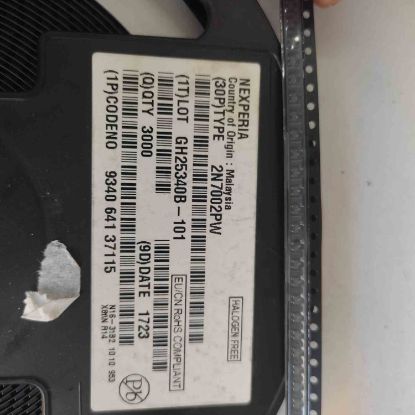 NEXPERIA
Country of Origin : Malaysia
(30P)TYPE 2N7002PW
HALOGEN FREE
(1T)LOT GH25340B-101
EU/CN RoHS COMPLIANT
(Q)QTY 3000 (9D)DATE 1723
(1P)CODENO 9340 641 37115